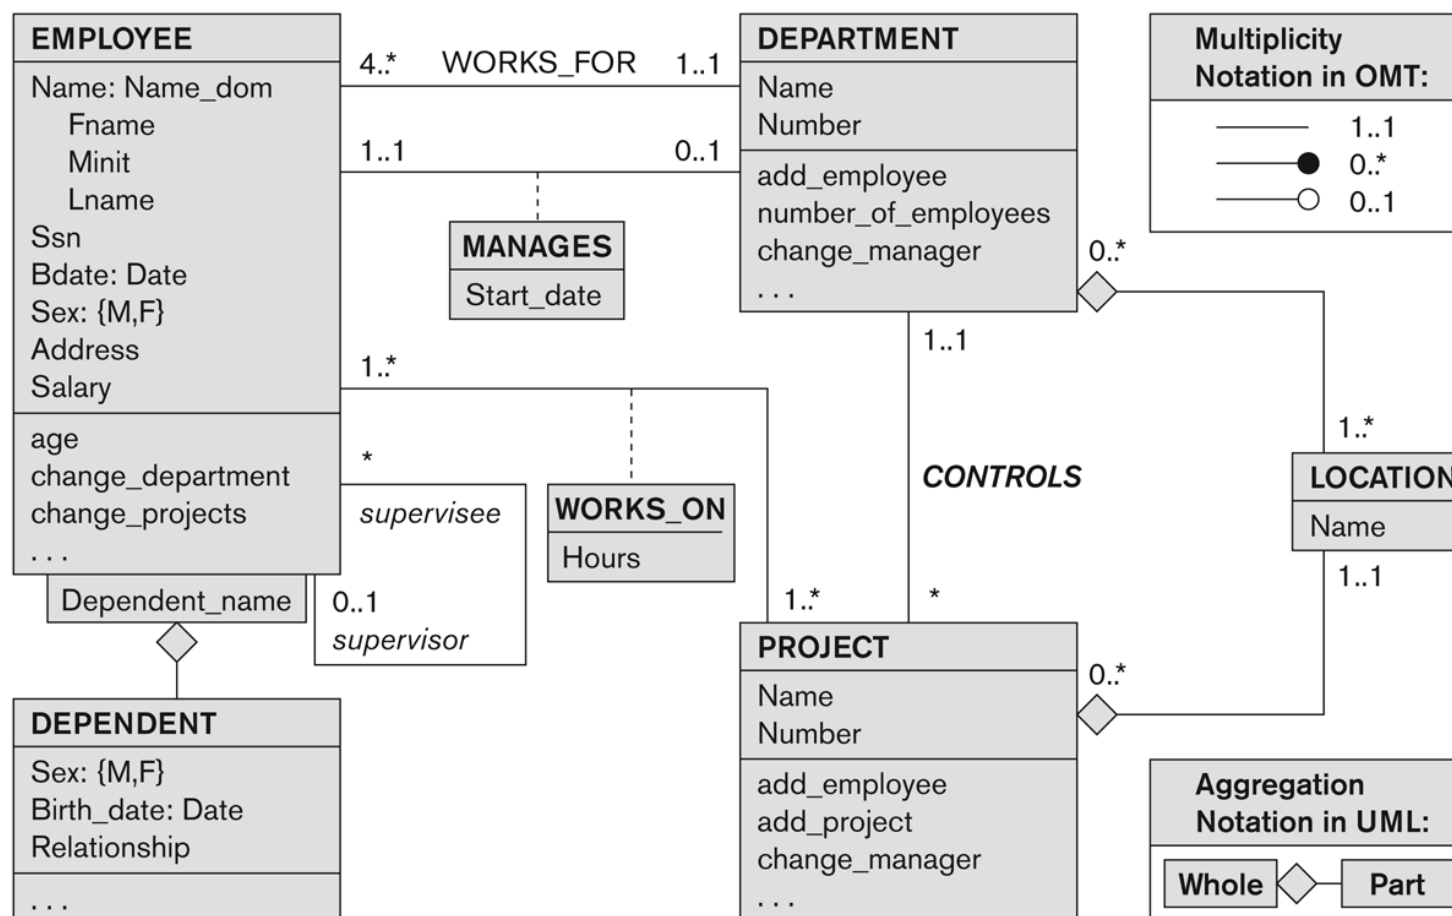 EMPLOYEE
Name: Name_dom
Fname
Minit
Lname
Ssn
Bdate: Date
Sex: {M,F}
Address
Salary
age
change_department
change_projects
. . .
Dependent_name
DEPENDENT
Sex: {M,F}
Birth_date: Date
Relationship
. . .
4..* WORKS_FOR 1..1
1..1 0..1
MANAGES
Start_date
1..*
*
supervisee
0..1
supervisor
WORKS_ON
Hours
1..*
DEPARTMENT
Name
Number
add_employee
number_of_employees
change_manager
. . .
1..1
CONTROLS
*
PROJECT
Name
Number
add_employee
add_project
change_manager
. . .
0..*
1..*
LOCATION
Name
1..1
0..*
Multiplicity
Notation in OMT:
1..1
0..*
0..1
Aggregation
Notation in UML:
Whole Part